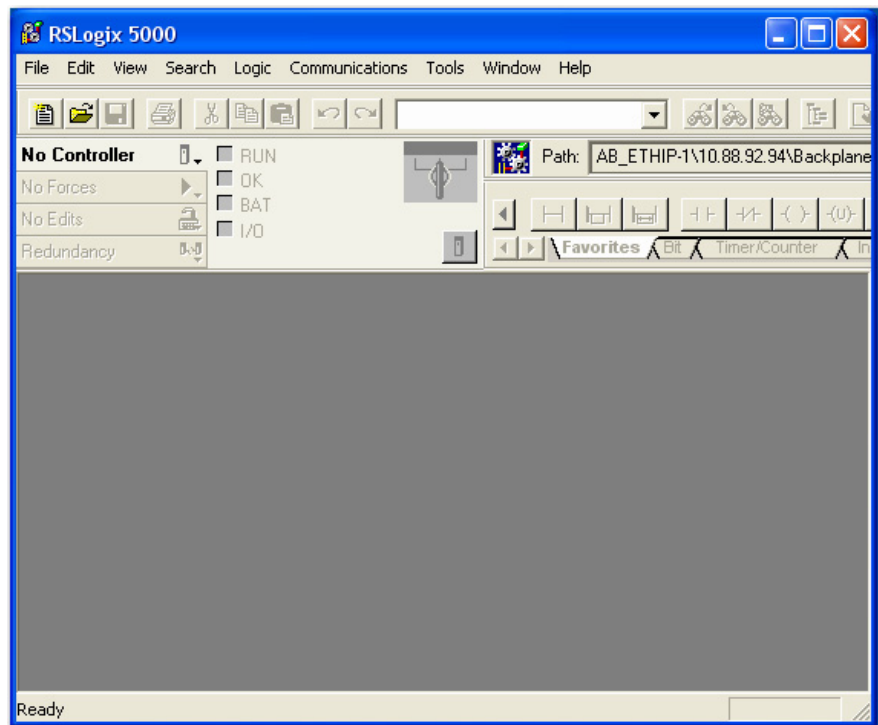 RSLogix 5000
File Edit View Search Logic Communications Tools Window Help
No Controller RUN Path: AB_ETHIP-1\10.88.92.94\Backplane
No Forces OK
No Edits BAT
I/O
Redundancy
Favorites Bit Timer/Counter In
Ready